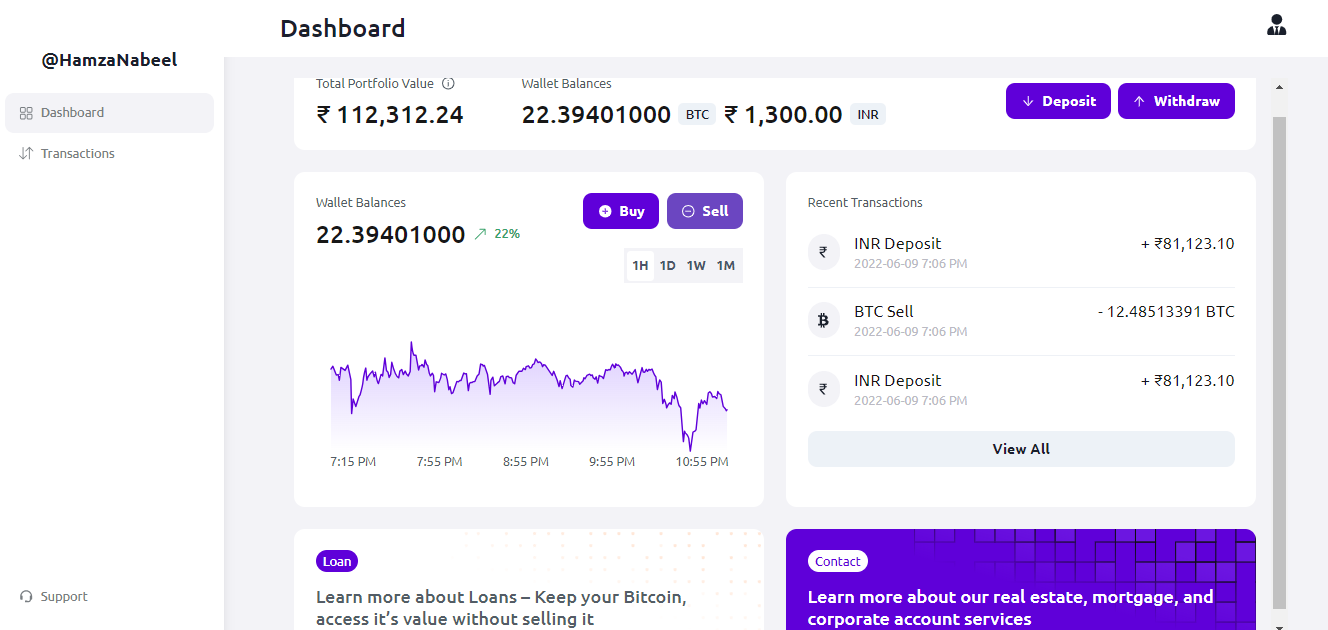 Dashboard
@HamzaNabeel
Dashboard
Transactions
Support
Total Portfolio Value
₹ 112,312.24
Wallet Balances
22.39401000 BTC ₹ 1,300.00 INR
Deposit
Withdraw
Wallet Balances
22.39401000 22%
Buy
Sell
1H 1D 1W 1M
7:15 PM 7:55 PM 8:55 PM 9:55 PM 10:55 PM
Recent Transactions
₹ INR Deposit + ₹81,123.10
2022-06-09 7:06 PM
BTC Sell - 12.48513391 BTC
2022-06-09 7:06 PM
₹ INR Deposit + ₹81,123.10
2022-06-09 7:06 PM
View All
Loan
Learn more about Loans – Keep your Bitcoin,
access it’s value without selling it
Contact
Learn more about our real estate, mortgage, and
corporate account services